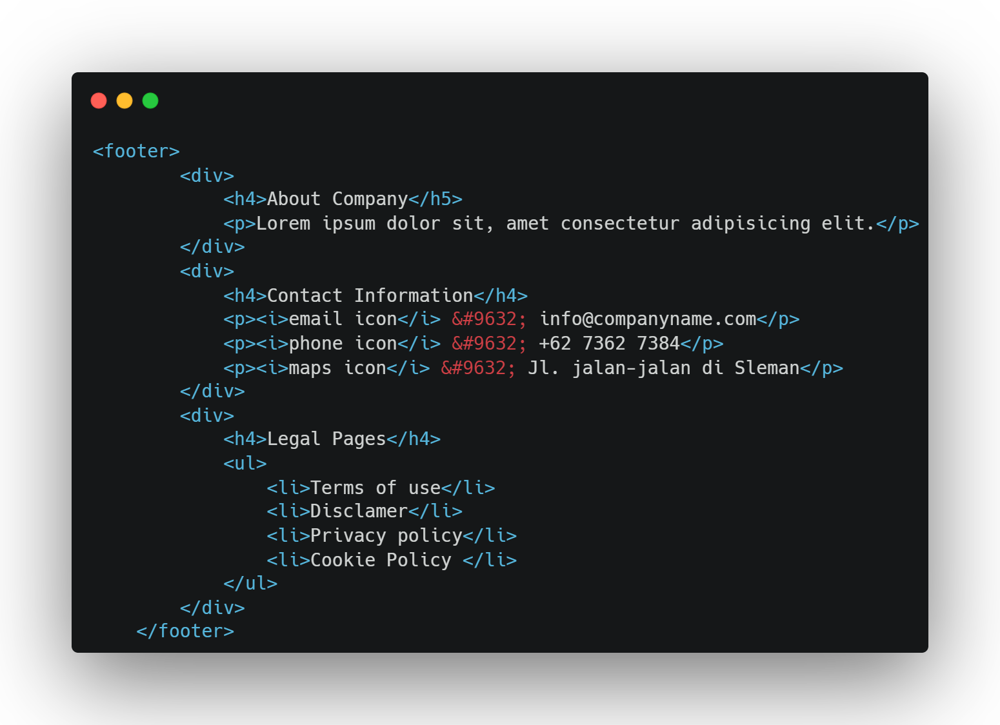 <footer>
        <div>
            <h4>About Company</h5>
            <p>Lorem ipsum dolor sit, amet consectetur adipisicing elit.</p>
        </div>
        <div>
            <h4>Contact Information</h4>
            <p><i>email icon</i> &#9632; info@companyname.com</p>
            <p><i>phone icon</i> &#9632; +62 7362 7384</p>
            <p><i>maps icon</i> &#9632; Jl. jalan-jalan di Sleman</p>
        </div>
        <div>
            <h4>Legal Pages</h4>
            <ul>
                <li>Terms of use</li>
                <li>Disclamer</li>
                <li>Privacy policy</li>
                <li>Cookie Policy </li>
            </ul>
        </div>
    </footer>